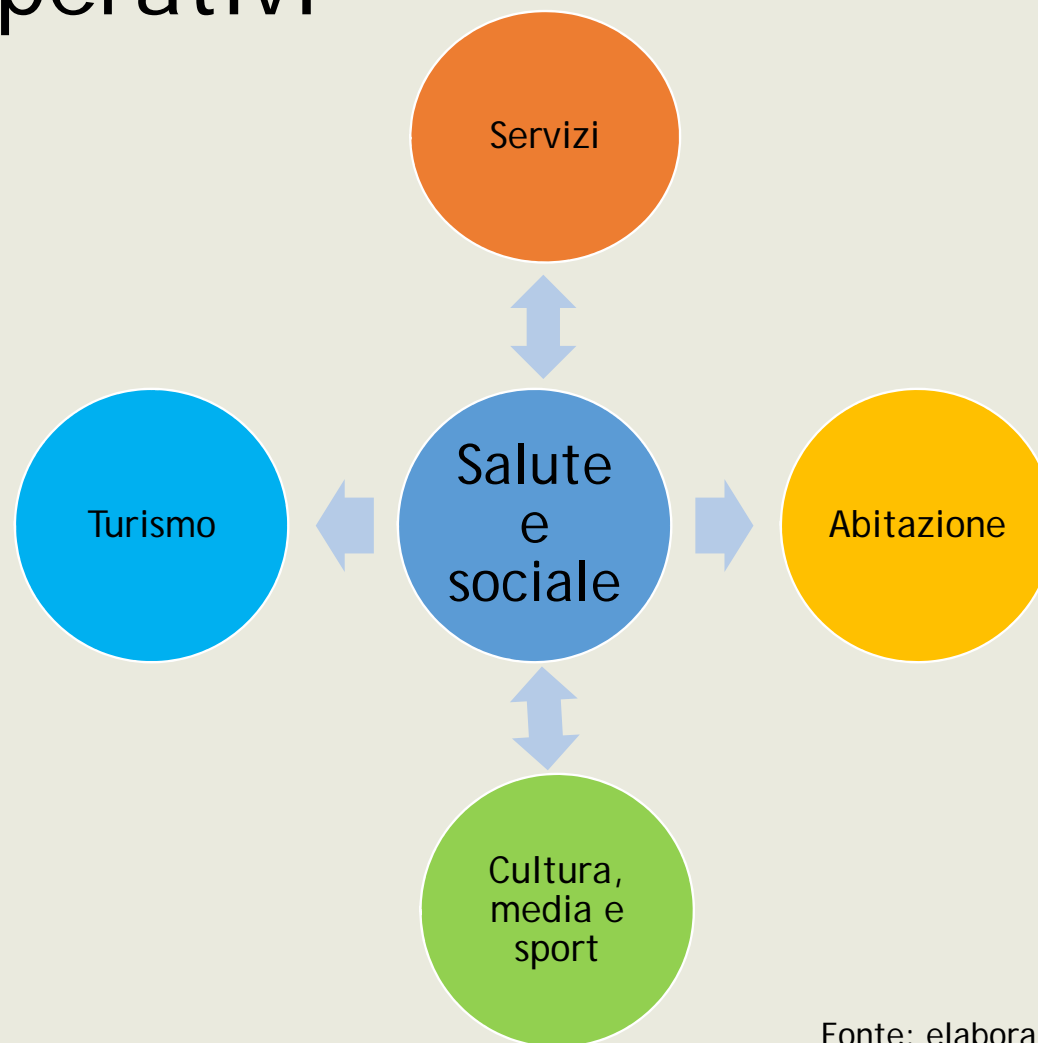 perativi
Servizi
Turismo
Salute
e
sociale
Abitazione
Cultura,
media e
sport
Fonte: elabora